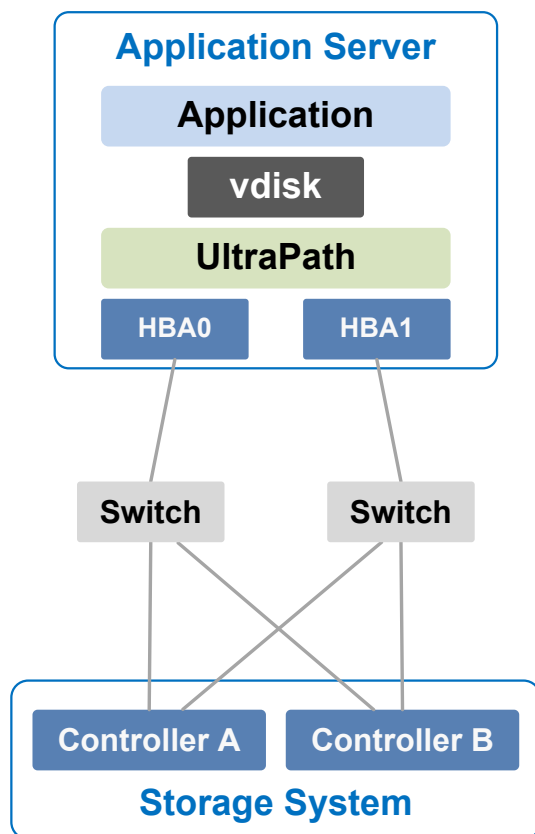 Application Server
Application
vdisk
UltraPath
HBA0 HBA1
Switch Switch
Controller A Controller B
Storage System